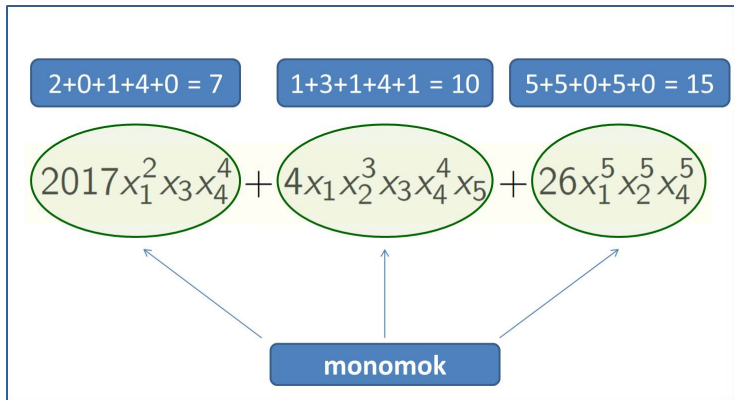 2+0+1+4+0 = 7 1+3+1+4+1 = 10 5+5+0+5+0 = 15
2017x₁²x₃x₄⁴ + 4x₁x₂³x₃x₄⁴x₅ + 26x₁⁵x₂⁵x₄⁵
monomok